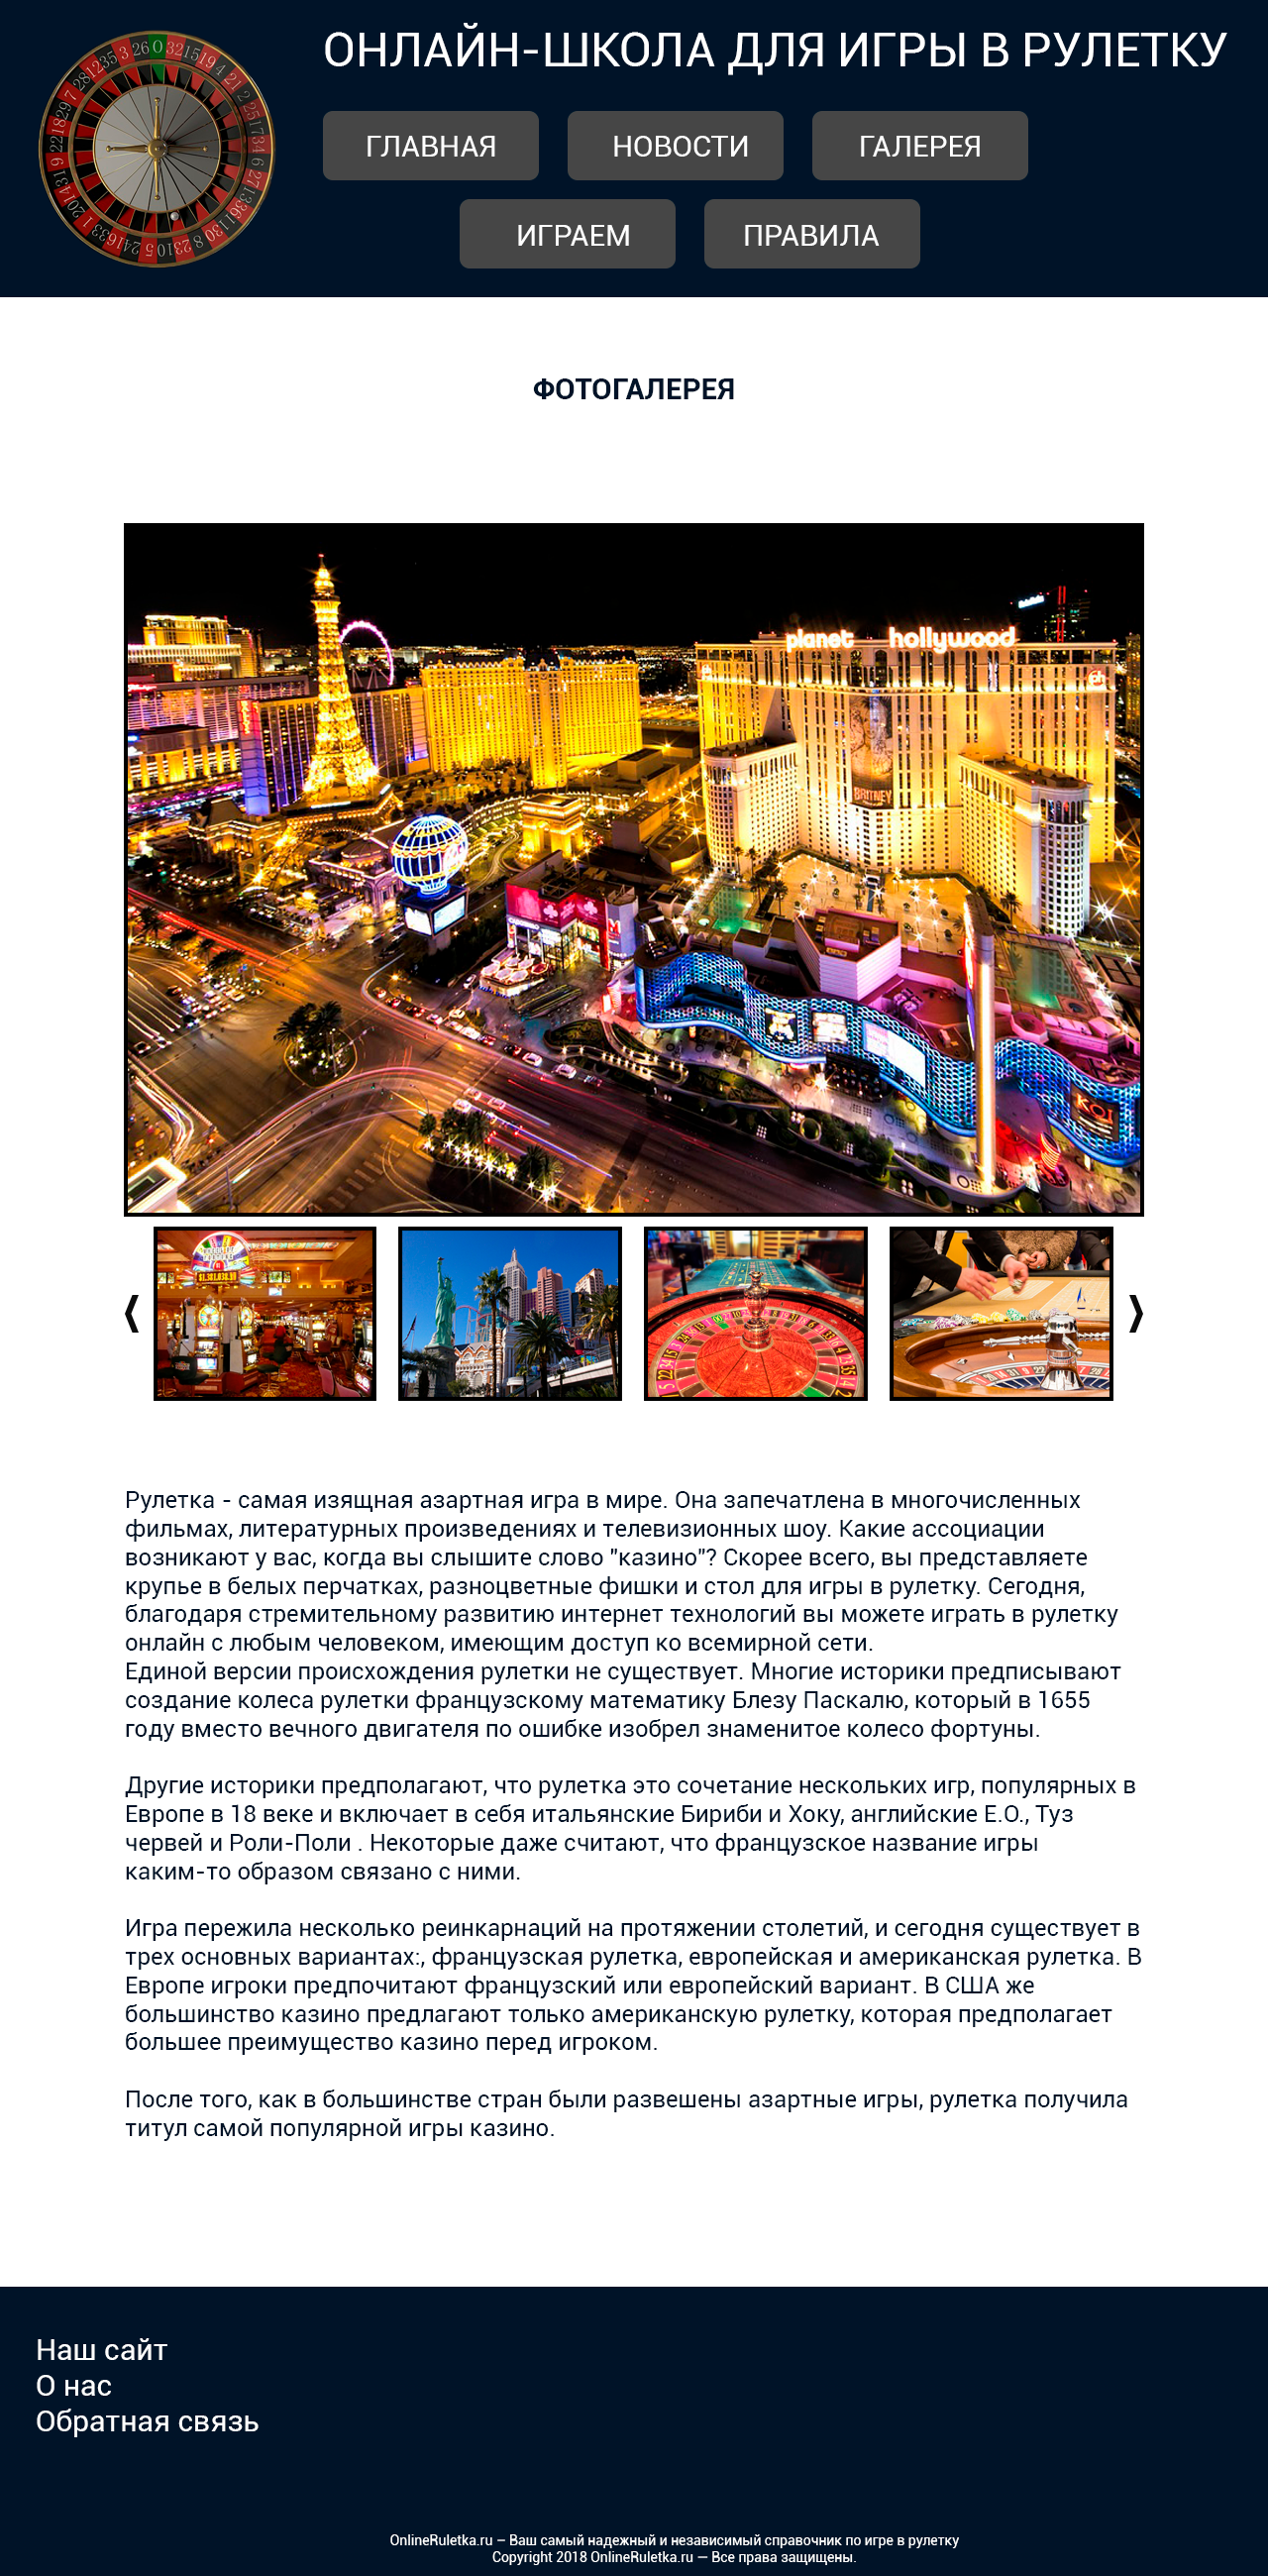 ОНЛАЙН-ШКОЛА ДЛЯ ИГРЫ В РУЛЕТКУ
ГЛАВНАЯ
НОВОСТИ
ГАЛЕРЕЯ
ИГРАЕМ
ПРАВИЛА
ФОТОГАЛЕРЕЯ
planet hollywood
ph
BRITNEY
KOI
Рулетка - самая изящная азартная игра в мире. Она запечатлена в многочисленных
фильмах, литературных произведениях и телевизионных шоу. Какие ассоциации
возникают у вас, когда вы слышите слово "казино"? Скорее всего, вы представляете
крупье в белых перчатках, разноцветные фишки и стол для игры в рулетку. Сегодня,
благодаря стремительному развитию интернет технологий вы можете играть в рулетку
онлайн с любым человеком, имеющим доступ ко всемирной сети.
Единой версии происхождения рулетки не существует. Многие историки предписывают
создание колеса рулетки французскому математику Блезу Паскалю, который в 1655
году вместо вечного двигателя по ошибке изобрел знаменитое колесо фортуны.
Другие историки предполагают, что рулетка это сочетание нескольких игр, популярных в
Европе в 18 веке и включает в себя итальянские Бириби и Хоку, английские Е.О., Туз
червей и Роли-Поли . Некоторые даже считают, что французское название игры
каким-то образом связано с ними.
Игра пережила несколько реинкарнаций на протяжении столетий, и сегодня существует в
трех основных вариантах:, французская рулетка, европейская и американская рулетка. В
Европе игроки предпочитают французский или европейский вариант. В США же
большинство казино предлагают только американскую рулетку, которая предполагает
большее преимущество казино перед игроком.
После того, как в большинстве стран были развешены азартные игры, рулетка получила
титул самой популярной игры казино.
Наш сайт
О нас
Обратная связь
OnlineRuletka.ru – Ваш самый надежный и независимый справочник по игре в рулетку
Copyright 2018 OnlineRuletka.ru — Все права защищены.